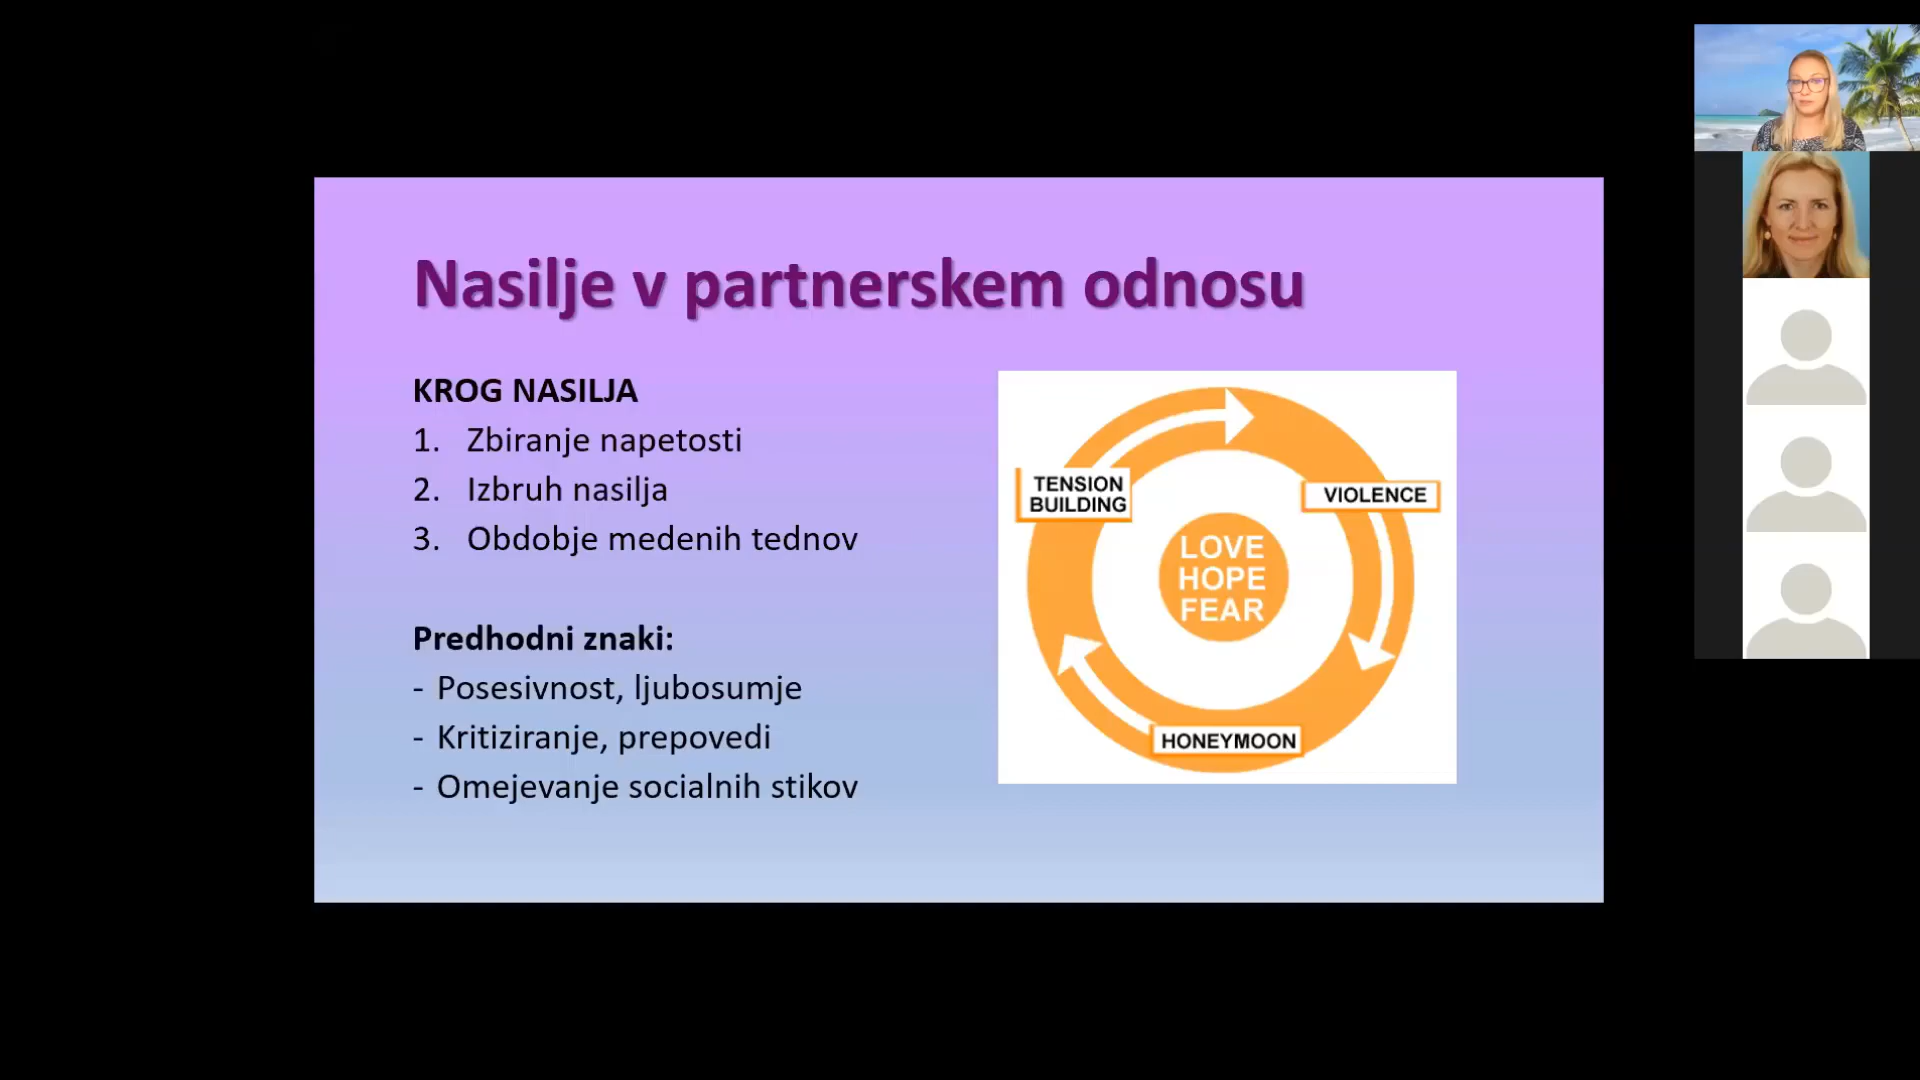 Nasilje v partnerskem odnosu
KROG NASILJA
1. Zbiranje napetosti
2. Izbruh nasilja
3. Obdobje medenih tednov
Predhodni znaki:
- Posesivnost, ljubosumje
- Kritiziranje, prepovedi
- Omejevanje socialnih stikov
TENSION
BUILDING
VIOLENCE
LOVE
HOPE
FEAR
HONEYMOON